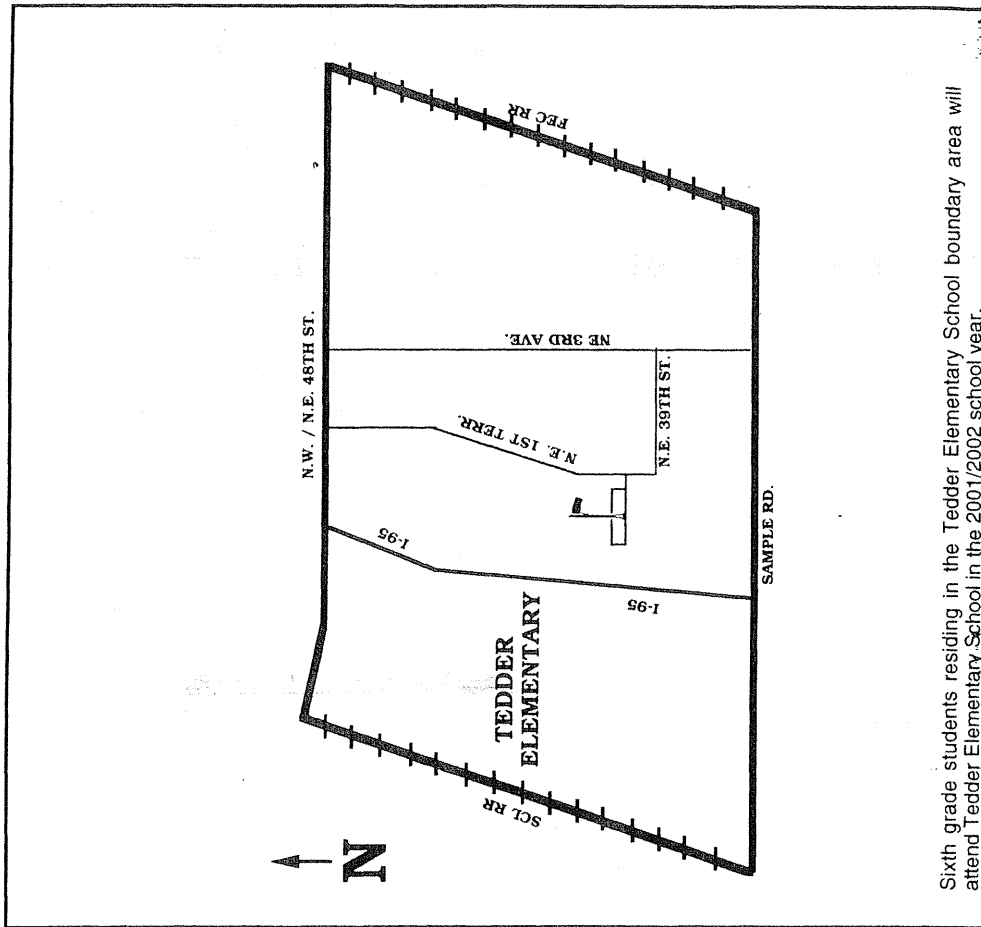 N.W. / N.E. 48TH ST.
FEC RR
NE 3RD AVE.
N.E. 1ST TERR.
N.E. 39TH ST.
I-95
I-95
SAMPLE RD.
TEDDER
ELEMENTARY
SCL RR
N
Sixth grade students residing in the Tedder Elementary School boundary area will
attend Tedder Elementary School in the 2001/2002 school year.